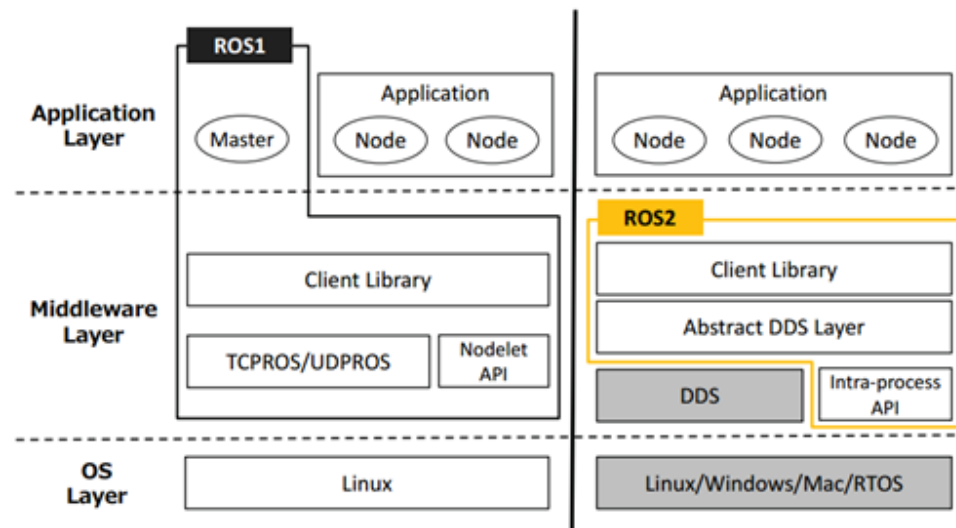 ROS1
Application
Layer
Master
Application
Node
Node
Application
Node
Node
Node
ROS2
Middleware
Layer
Client Library
TCPROS/UDPROS
Nodelet
API
Client Library
Abstract DDS Layer
DDS
Intra-process
API
OS
Layer
Linux
Linux/Windows/Mac/RTOS